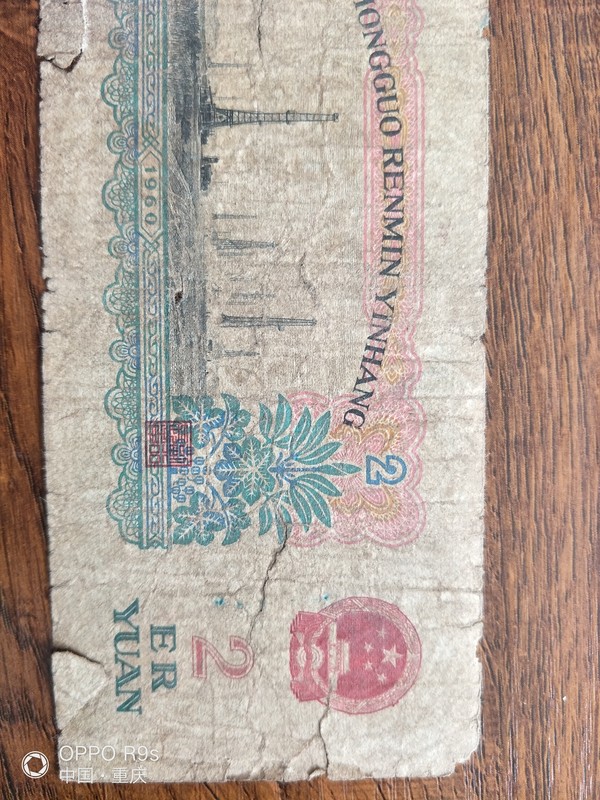 HONGGUO RENMIN YINHANG
1960
2
2
ER
YUAN
OPPO R9s
中国·重庆